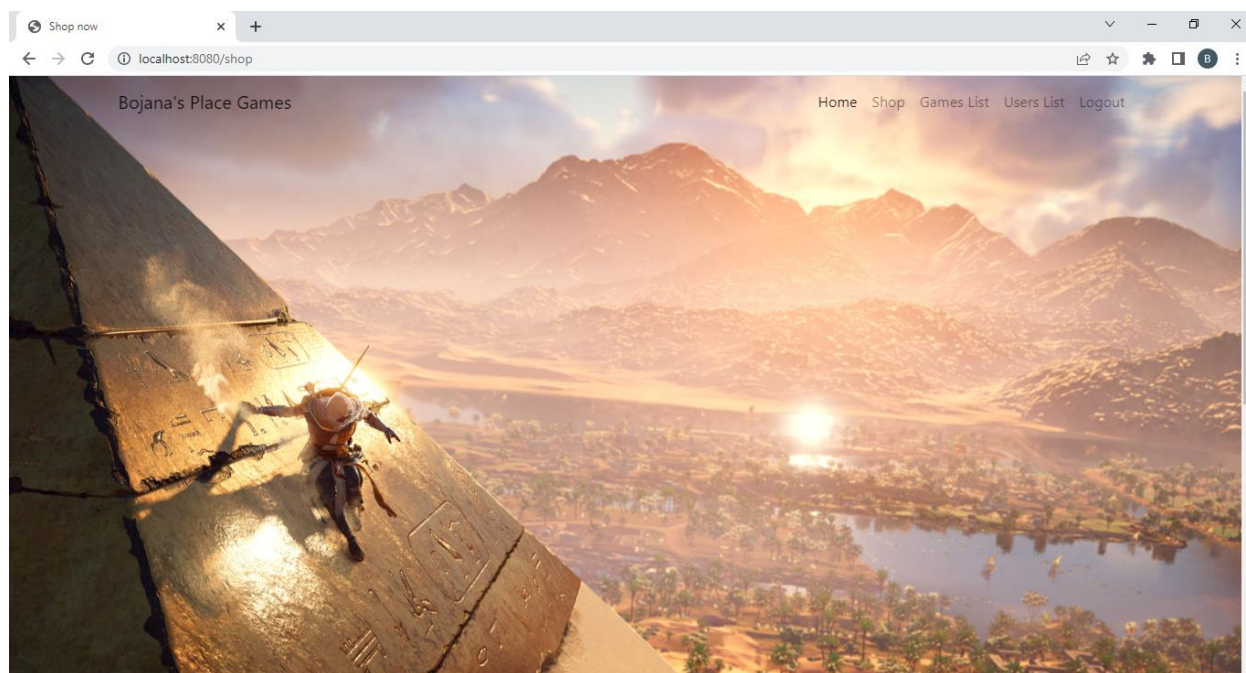 Shop now
localhost:8080/shop
B
Bojana's Place Games
Home Shop Games List Users List Logout